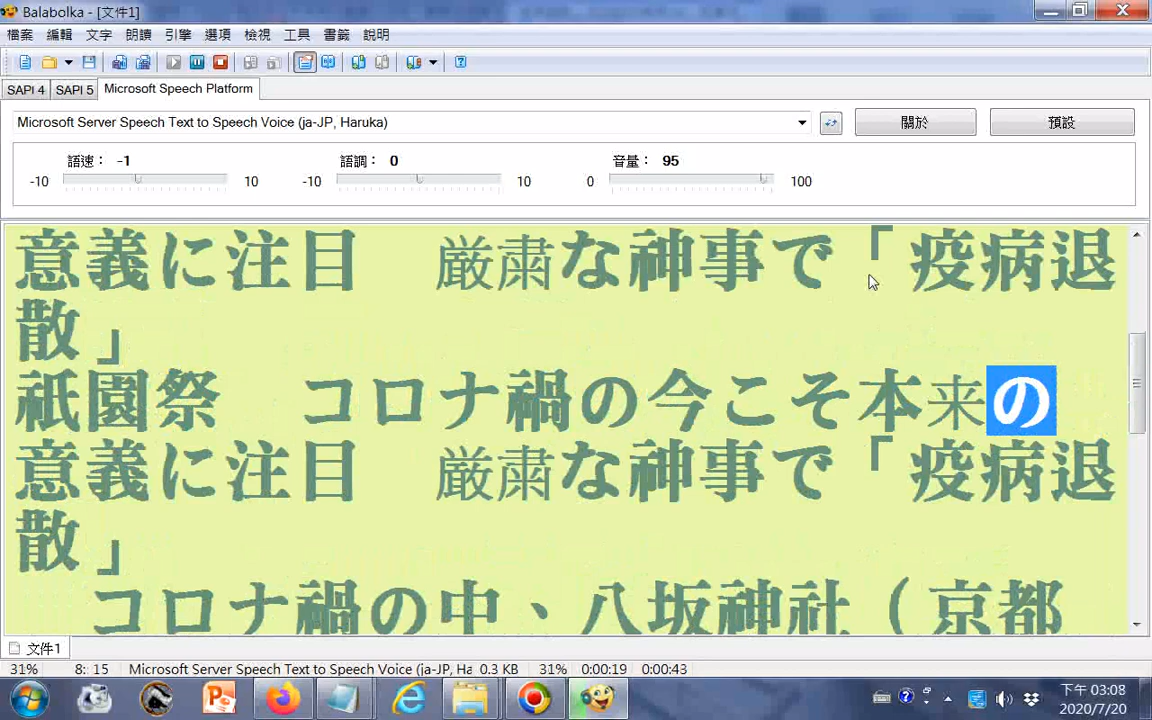 Balabolka - [文件1]
檔案 編輯 文字 朗讀 引擎 選項 檢視 工具 書籤 說明
SAPI 4 SAPI 5 Microsoft Speech Platform
Microsoft Server Speech Text to Speech Voice (ja-JP, Haruka) 關於 預設
語速： -1 語調： 0 音量： 95
-10 10 -10 10 0 100
意義に注目　厳粛な神事で「疫病退
散」
祇園祭　コロナ禍の今こそ本来の
意義に注目　厳粛な神事で「疫病退
散」
コロナ禍の中、八坂神社（京都
文件1
31% 8: 15 Microsoft Server Speech Text to Speech Voice (ja-JP, Ha 0.3 KB 31% 0:00:19 0:00:43
下午 03:08
2020/7/20